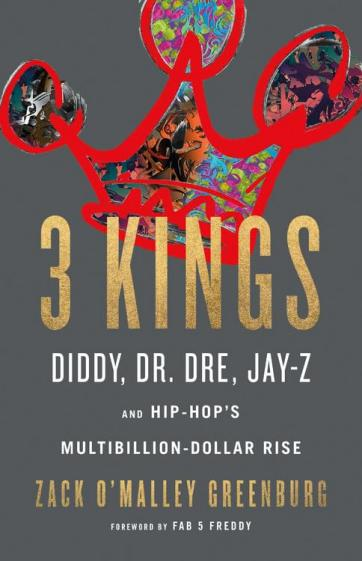 3 KINGS
DIDDY, DR. DRE, JAY-Z
AND HIP-HOP'S
MULTIBILLION-DOLLAR RISE
ZACK O'MALLEY GREENBURG
FOREWORD BY FAB 5 FREDDY